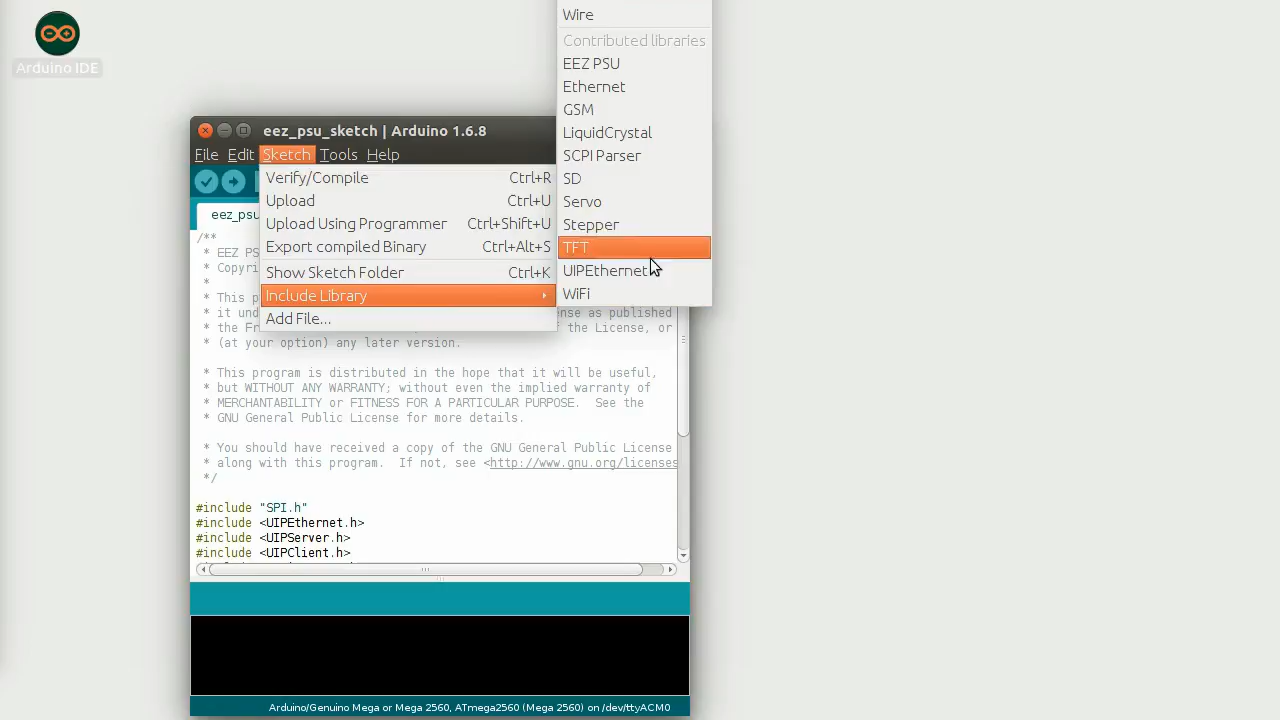 Wire
Contributed libraries
EEZ PSU
Ethernet
GSM
LiquidCrystal
SCPI Parser
SD
Servo
Stepper
TFT
UIPEthernet
WiFi
Arduino IDE
eez_psu_sketch | Arduino 1.6.8
File Edit Sketch Tools Help
Verify/Compile Ctrl+R
Upload Ctrl+U
Upload Using Programmer Ctrl+Shift+U
Export compiled Binary Ctrl+Alt+S
Show Sketch Folder Ctrl+K
Include Library
Add File...
eez_psu
/**
* EEZ PS
* Copyri
*
* This p
* it und ense as published
* the Fr f the License, or
* (at your option) any later version.
*
* This program is distributed in the hope that it will be useful,
* but WITHOUT ANY WARRANTY; without even the implied warranty of
* MERCHANTABILITY or FITNESS FOR A PARTICULAR PURPOSE. See the
* GNU General Public License for more details.
*
* You should have received a copy of the GNU General Public License
* along with this program. If not, see <http://www.gnu.org/licenses
*/
#include "SPI.h"
#include <UIPEthernet.h>
#include <UIPServer.h>
#include <UIPClient.h>
Arduino/Genuino Mega or Mega 2560, ATmega2560 (Mega 2560) on /dev/ttyACM0